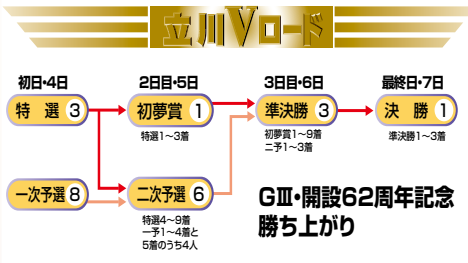 立川Vロード
初日・4日
2日目・5日
3日目・6日
最終日・7日
特 選 3
初夢賞 1
準決勝 3
決 勝 1
特選1～3着
初夢賞1～9着
二予1～3着
準決勝1～3着
一次予選 8
二次予選 6
特選4～9着
一予1～4着と
5着のうち4人
GⅢ・開設62周年記念
勝ち上がり